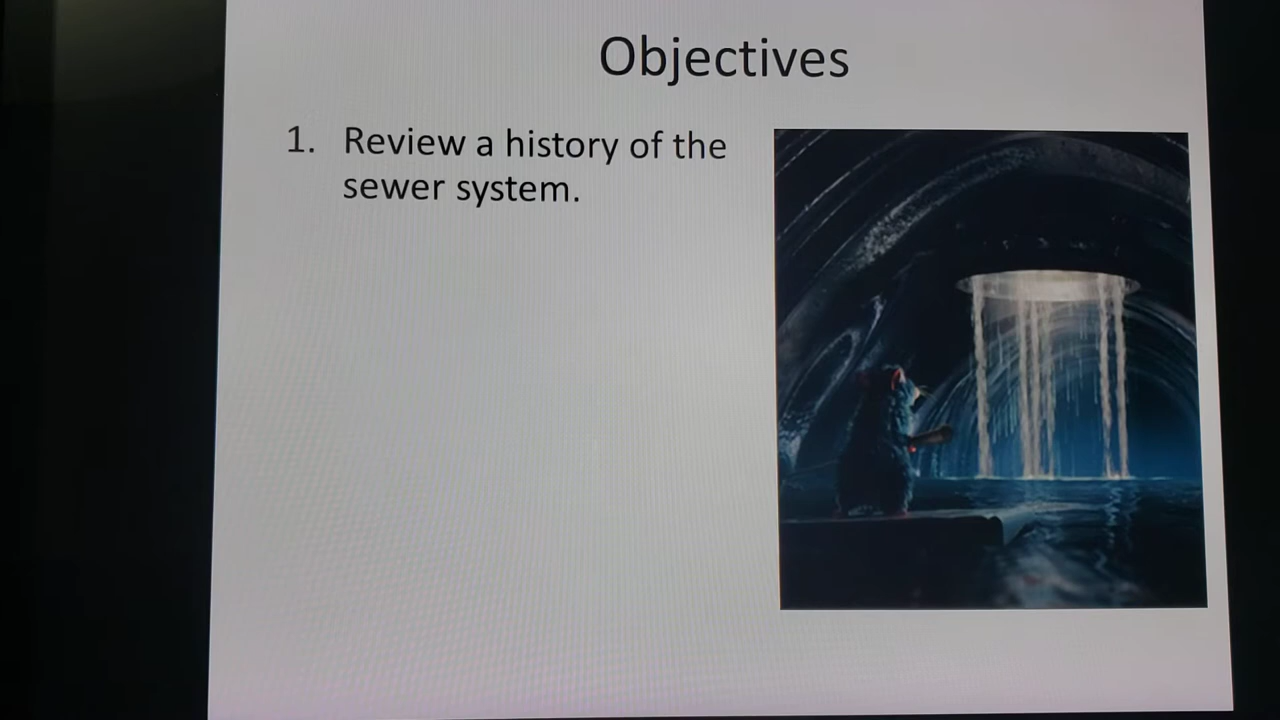 Objectives
1. Review a history of the
sewer system.